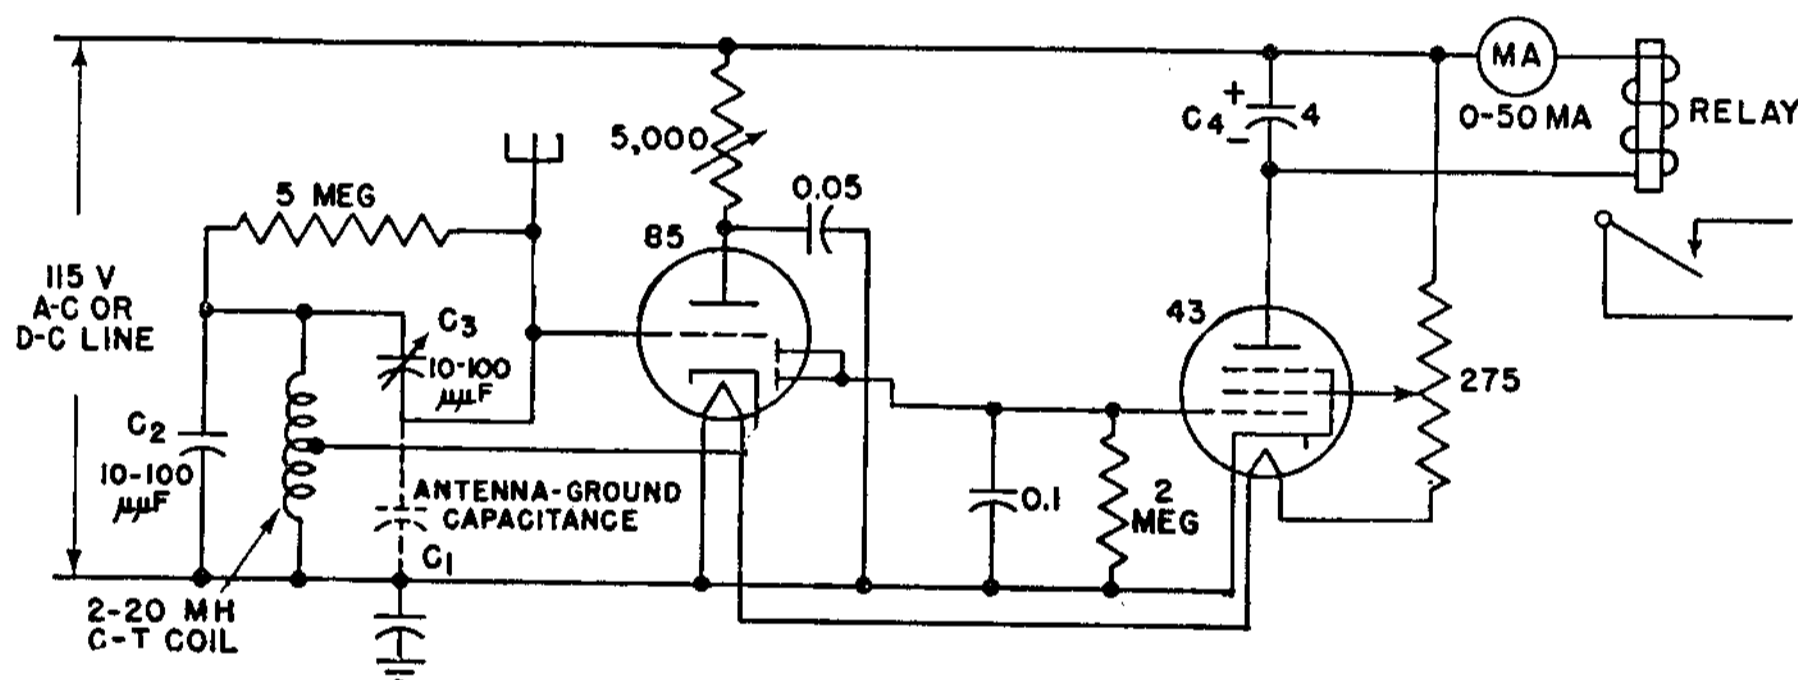 115 V
A-C OR
D-C LINE
5 MEG
C2
10-100
μμF
C3
10-100
μμF
ANTENNA-GROUND
CAPACITANCE
C1
2-20 MH
C-T COIL
5,000
85
0.05
0.1
2
MEG
43
C4
+
−
4
MA
0-50 MA
RELAY
275